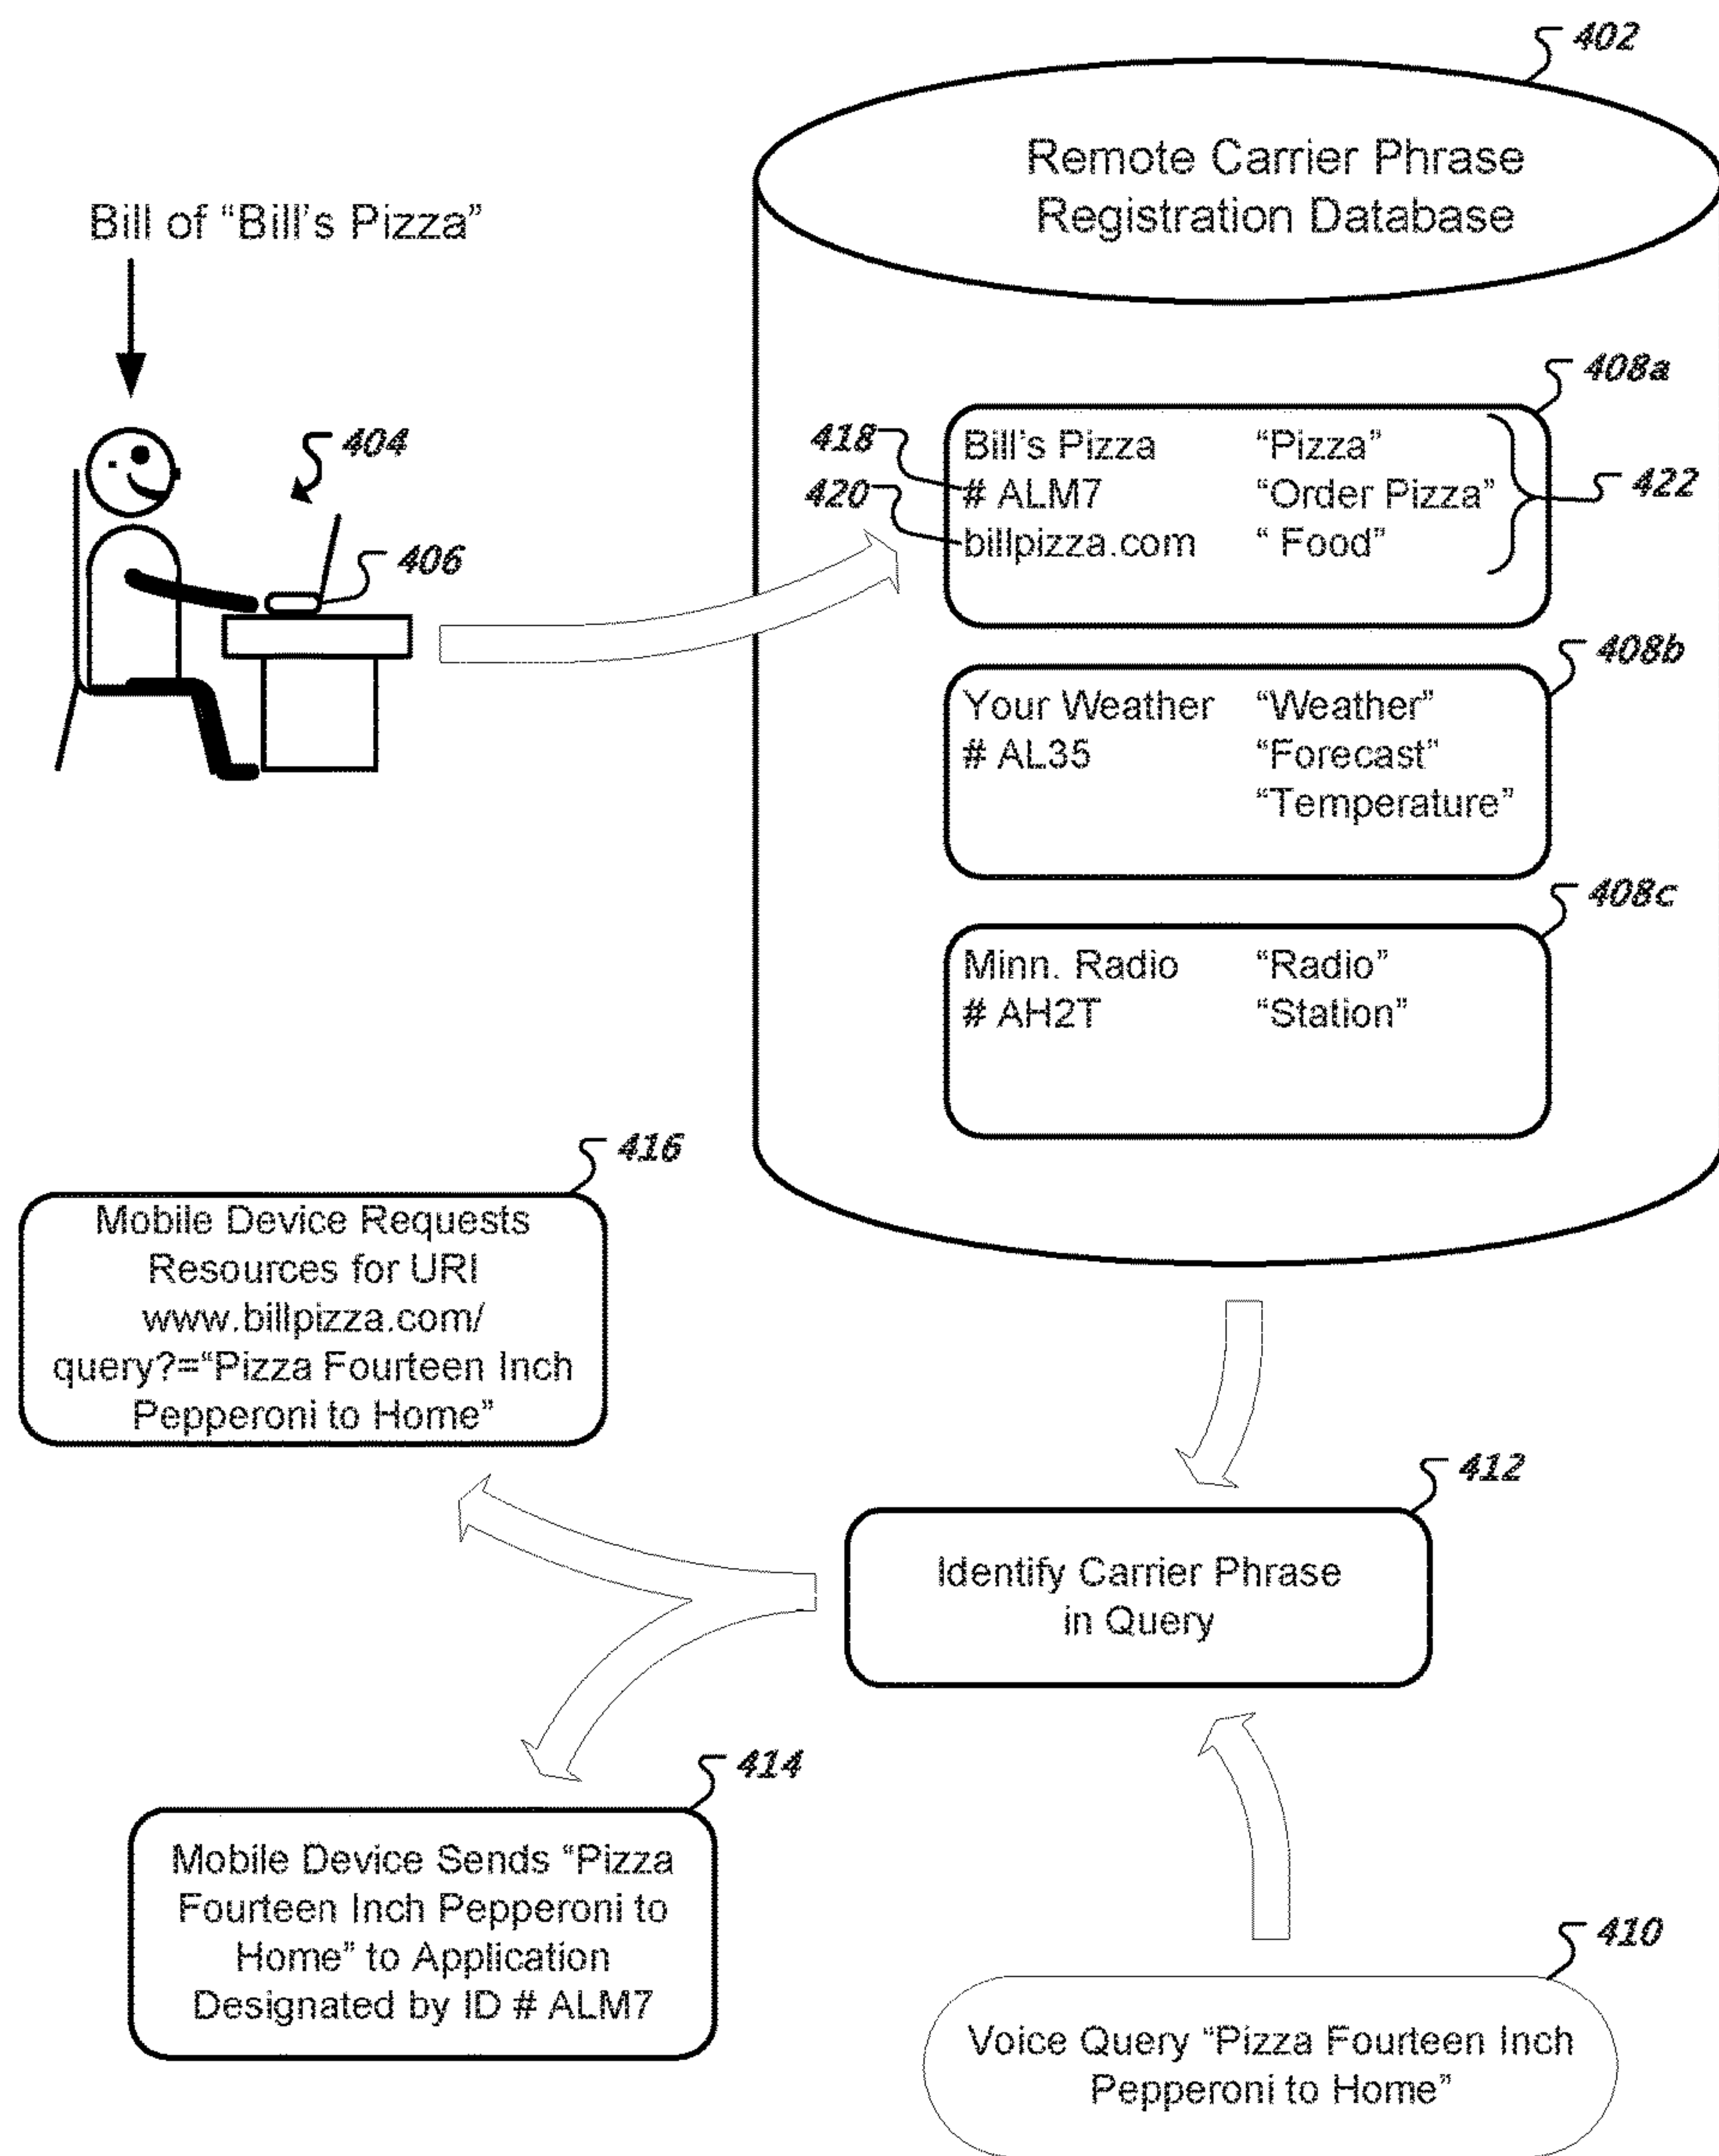 402
Remote Carrier Phrase
Registration Database
Bill of “Bill’s Pizza”
408a
404
418
Bill’s Pizza “Pizza”
420
# ALM7 “Order Pizza”
422
billpizza.com “ Food”
406
408b
Your Weather “Weather”
# AL35 “Forecast”
“Temperature”
408c
Minn. Radio “Radio”
# AH2T “Station”
416
Mobile Device Requests
Resources for URI
www.billpizza.com/
query?=“Pizza Fourteen Inch
Pepperoni to Home”
412
Identify Carrier Phrase
in Query
414
Mobile Device Sends “Pizza
Fourteen Inch Pepperoni to
Home” to Application
Designated by ID # ALM7
410
Voice Query “Pizza Fourteen Inch
Pepperoni to Home”